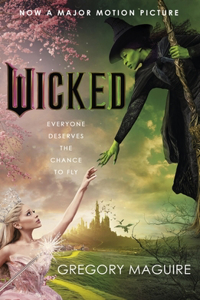 NOW A MAJOR MOTION PICTURE
WICKED
EVERYONE
DESERVES
THE
CHANCE
TO FLY
GREGORY MAGUIRE